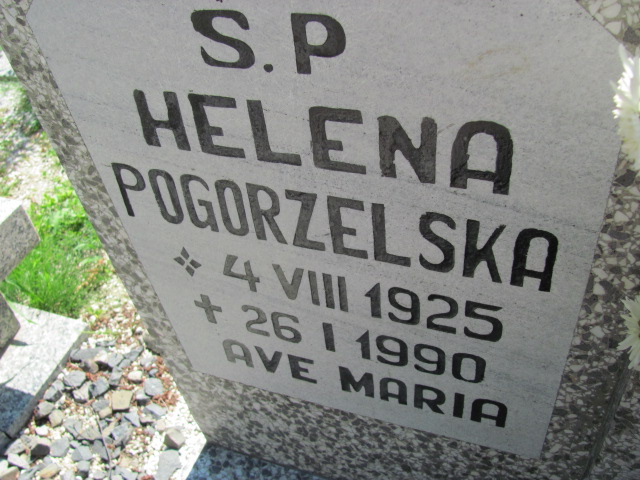 S.P
HELENA
POGORZELSKA
4 VIII 1925
26 I 1990
AVE MARIA